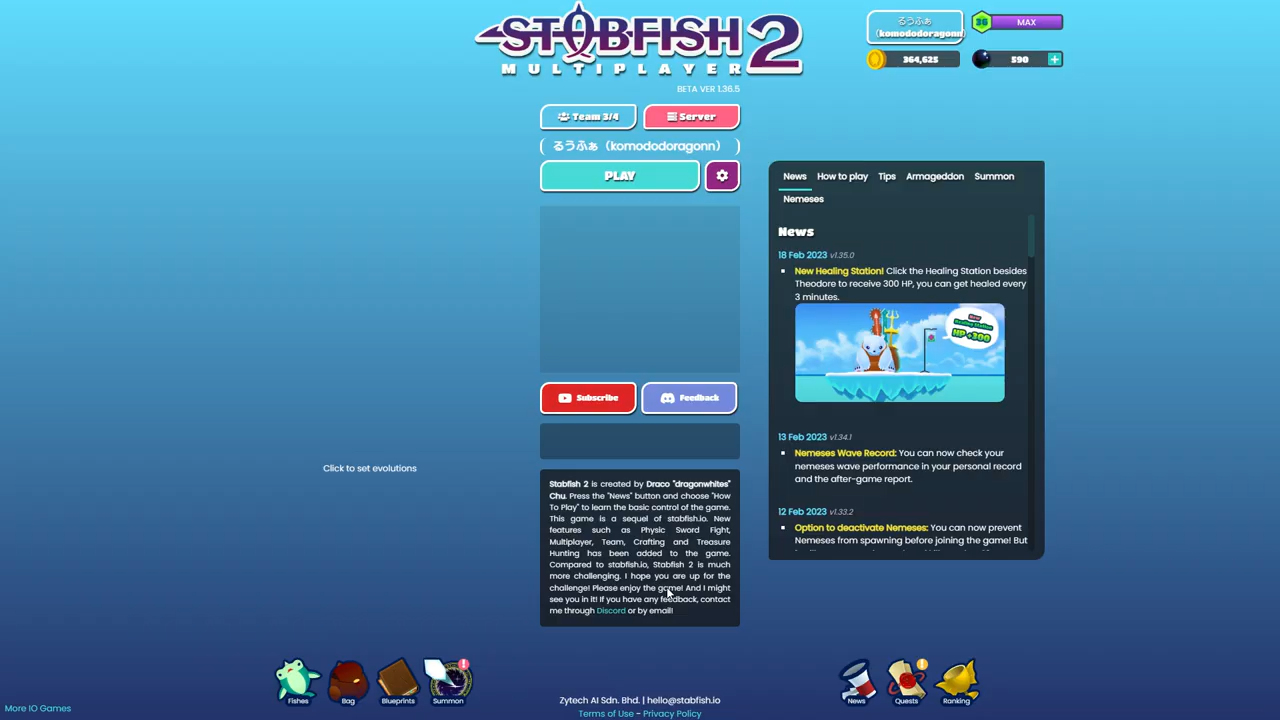 STABFISH 2
MULTIPLAYER
BETA VER 1.36.5
るうふぁ
(komododoragonn)
36
MAX
364,625
590
Team 3/4
Server
るうふぁ（komododoragonn）
PLAY
News
How to play
Tips
Armageddon
Summon
Nemeses
News
18 Feb 2023 v1.35.0
New Healing Station! Click the Healing Station besides
Theodore to receive 300 HP, you can get healed every
3 minutes.
New
Healing Station
HP +300
13 Feb 2023 v1.34.1
Nemeses Wave Record: You can now check your
nemeses wave performance in your personal record
and the after-game report.
12 Feb 2023 v1.33.2
Option to deactivate Nemeses: You can now prevent
Nemeses from spawning before joining the game! But
Subscribe
Feedback
Click to set evolutions
Stabfish 2 is created by Draco "dragonwhites"
Chu. Press the "News" button and choose "How
To Play" to learn the basic control of the game.
This game is a sequel of stabfish.io. New
features such as Physic Sword Fight,
Multiplayer, Team, Crafting and Treasure
Hunting has been added to the game.
Compared to stabfish.io, Stabfish 2 is much
more challenging. I hope you are up for the
challenge! Please enjoy the game! And I might
see you in it! If you have any feedback, contact
me through Discord or by email!
Fishes
Bag
Blueprints
Summon
News
Quests
Ranking
Zytech AI Sdn. Bhd. | hello@stabfish.io
Terms of Use - Privacy Policy
More IO Games